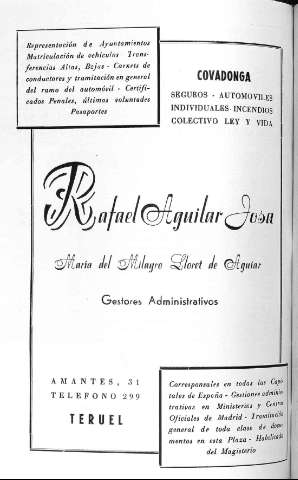 Representación de Ayuntamientos
Matriculación de vehículos Trans-
ferencias Altas, Bajas - Carnets de
conductores y tramitación en general
del ramo del automóvil - Certifi-
cados Penales, últimas voluntades
Pasaportes
COVADONGA
SEGUROS - AUTOMOVILES
INDIVIDUALES-INCENDIOS
COLECTIVO LEY Y VIDA
Rafael Aguilar Josa
María del Milagro Lloret de Aguiar
Gestores Administrativos
AMANTES, 31
TELEFONO 299
TERUEL
Corresponsales en todas las Capi-
tales de España - Gestiones adminis-
trativas en Ministerios y Centros
Oficiales de Madrid - Tramitación
general de toda clase de docu-
mentos en esta Plaza - Habilitado
del Magisterio